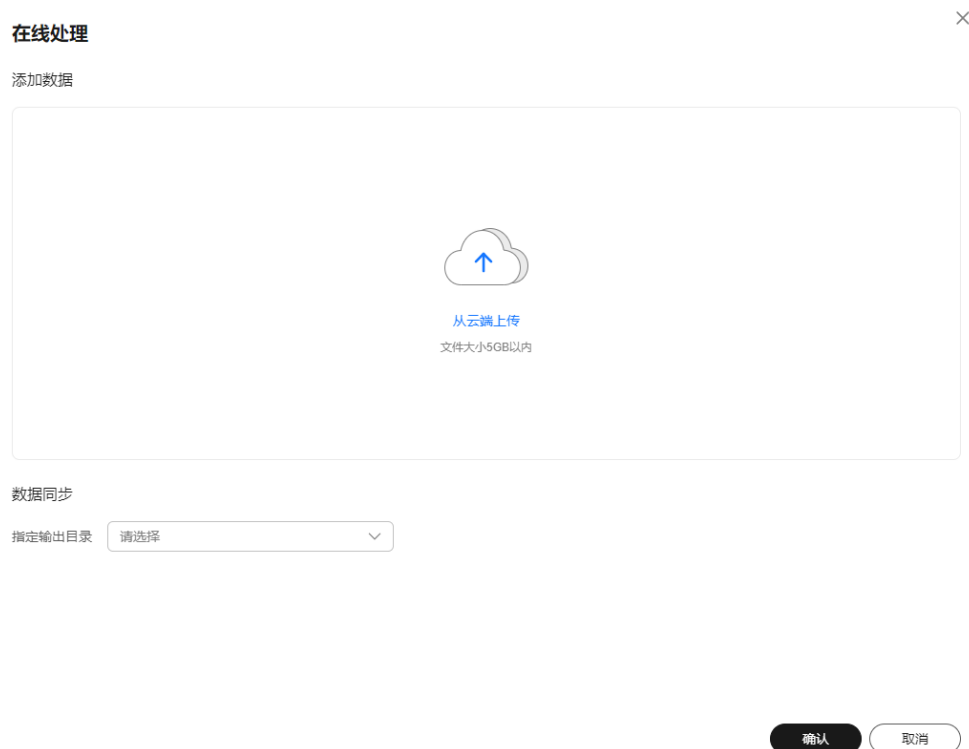 在线处理
添加数据
从云端上传
文件大小5GB以内
数据同步
指定输出目录 请选择
确认 取消